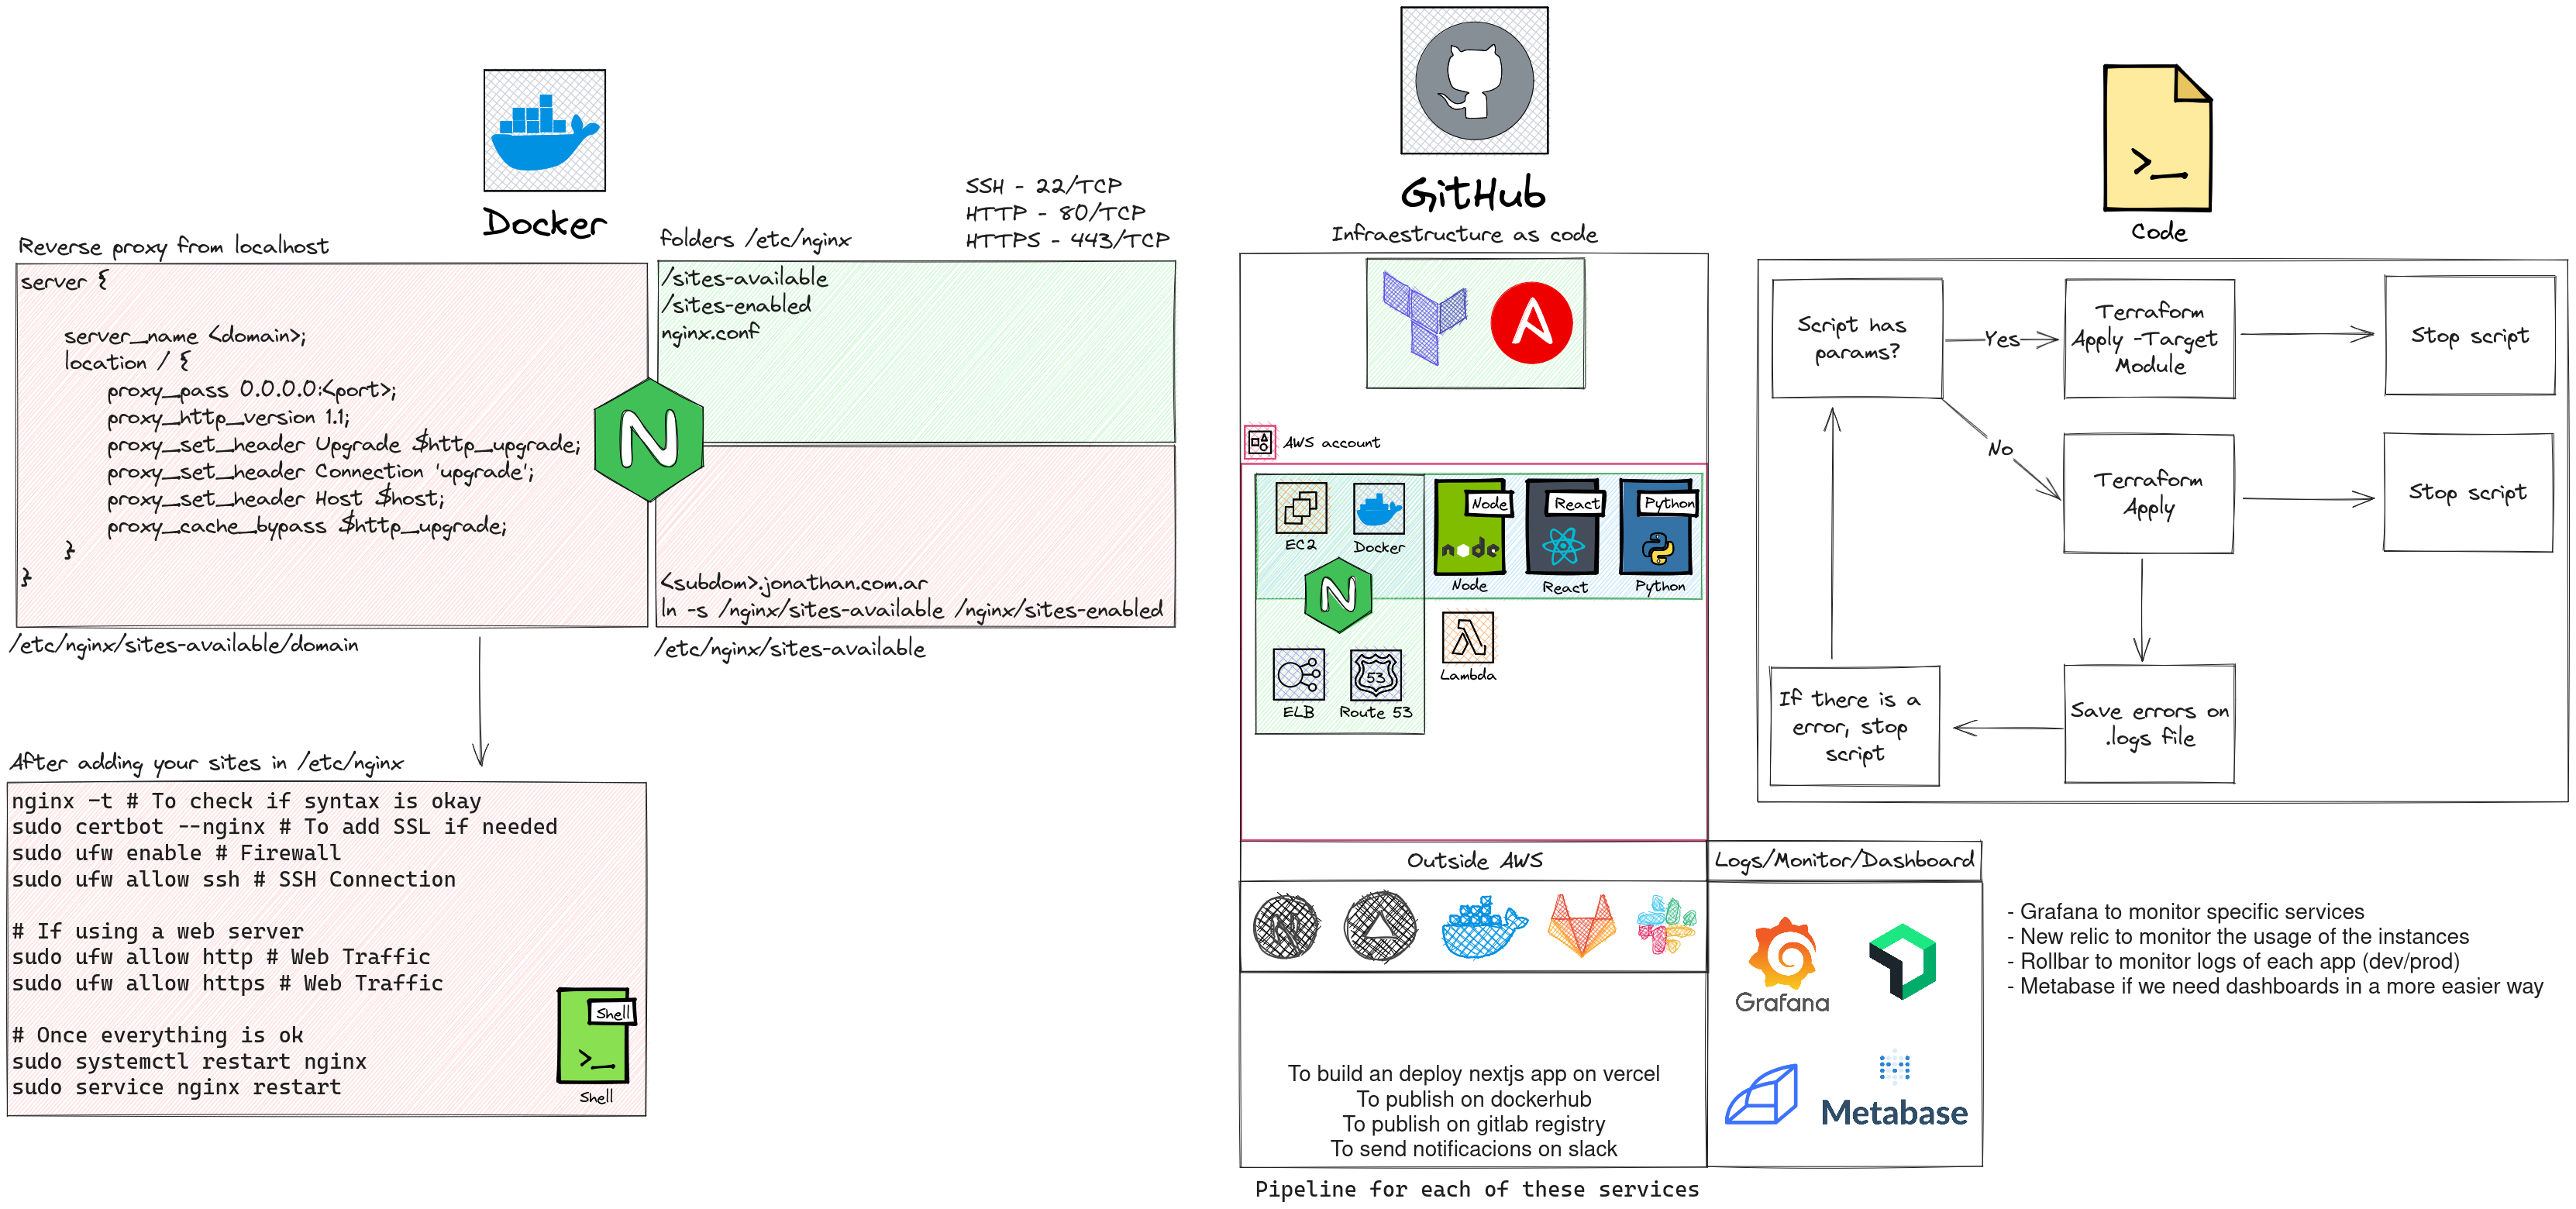 Docker
SSH - 22/TCP
HTTP - 80/TCP
HTTPS - 443/TCP
Reverse proxy from localhost
server {
server_name <domain>;
location / {
proxy_pass 0.0.0.0:<port>;
proxy_http_version 1.1;
proxy_set_header Upgrade $http_upgrade;
proxy_set_header Connection 'upgrade';
proxy_set_header Host $host;
proxy_cache_bypass $http_upgrade;
}
}
/etc/nginx/sites-available/domain
folders /etc/nginx
/sites-available
/sites-enabled
nginx.conf
N
<subdom>.jonathan.com.ar
ln -s /nginx/sites-available /nginx/sites-enabled
/etc/nginx/sites-available
After adding your sites in /etc/nginx
nginx -t # To check if syntax is okay
sudo certbot --nginx # To add SSL if needed
sudo ufw enable # Firewall
sudo ufw allow ssh # SSH Connection
# If using a web server
sudo ufw allow http # Web Traffic
sudo ufw allow https # Web Traffic
# Once everything is ok
sudo systemctl restart nginx
sudo service nginx restart
Shell
>_
Shell
GitHub
Infraestructure as code
A
AWS account
EC2
Docker
Node
node
Node
React
React
Python
Python
N
Lambda
ELB
53
Route 53
Outside AWS
N
To build an deploy nextjs app on vercel
To publish on dockerhub
To publish on gitlab registry
To send notificacions on slack
Pipeline for each of these services
Logs/Monitor/Dashboard
Grafana
Metabase
- Grafana to monitor specific services
- New relic to monitor the usage of the instances
- Rollbar to monitor logs of each app (dev/prod)
- Metabase if we need dashboards in a more easier way
>_
Code
Script has
params?
Yes
Terraform
Apply -Target
Module
Stop script
No
Terraform
Apply
Stop script
Save errors on
.logs file
If there is a
error, stop
script